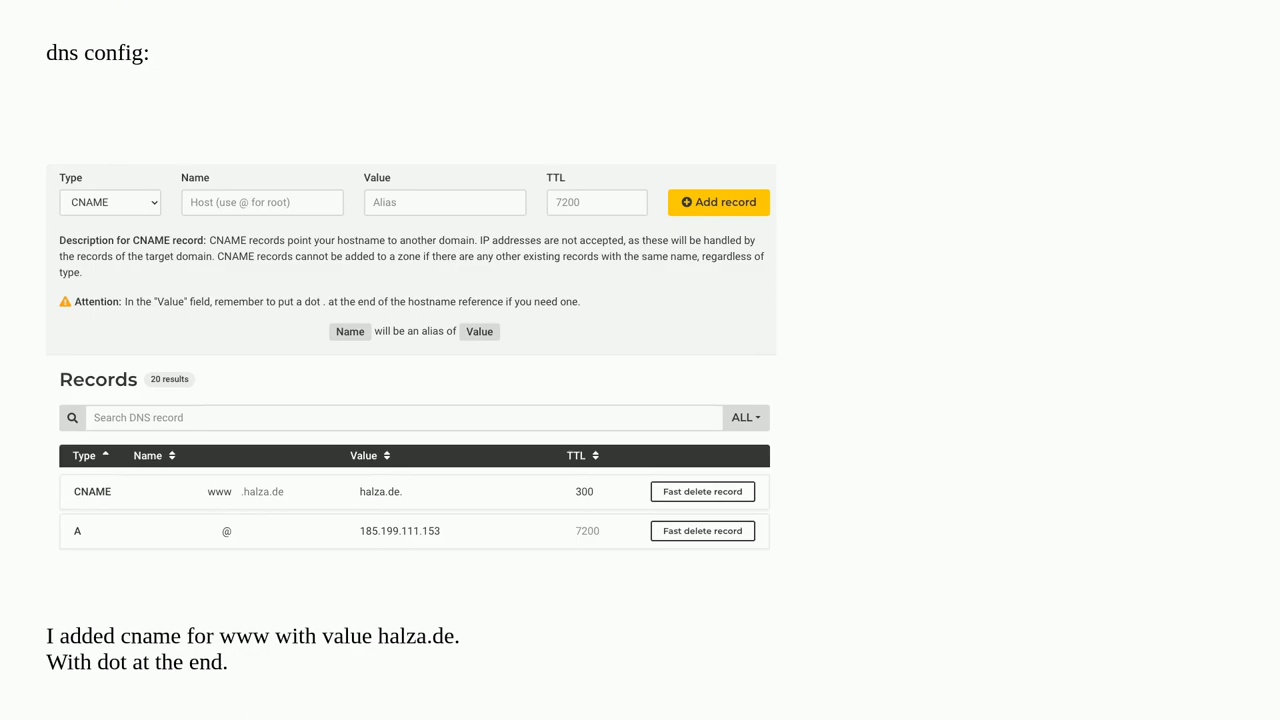 dns config:
Type Name Value TTL
CNAME Host (use @ for root) Alias 7200 Add record
Description for CNAME record: CNAME records point your hostname to another domain. IP addresses are not accepted, as these will be handled by
the records of the target domain. CNAME records cannot be added to a zone if there are any other existing records with the same name, regardless of
type.
Attention: In the "Value" field, remember to put a dot . at the end of the hostname reference if you need one.
Name will be an alias of Value
Records 20 results
Search DNS record ALL
Type Name Value TTL
CNAME www .halza.de halza.de. 300 Fast delete record
A @ 185.199.111.153 7200 Fast delete record
I added cname for www with value halza.de.
With dot at the end.